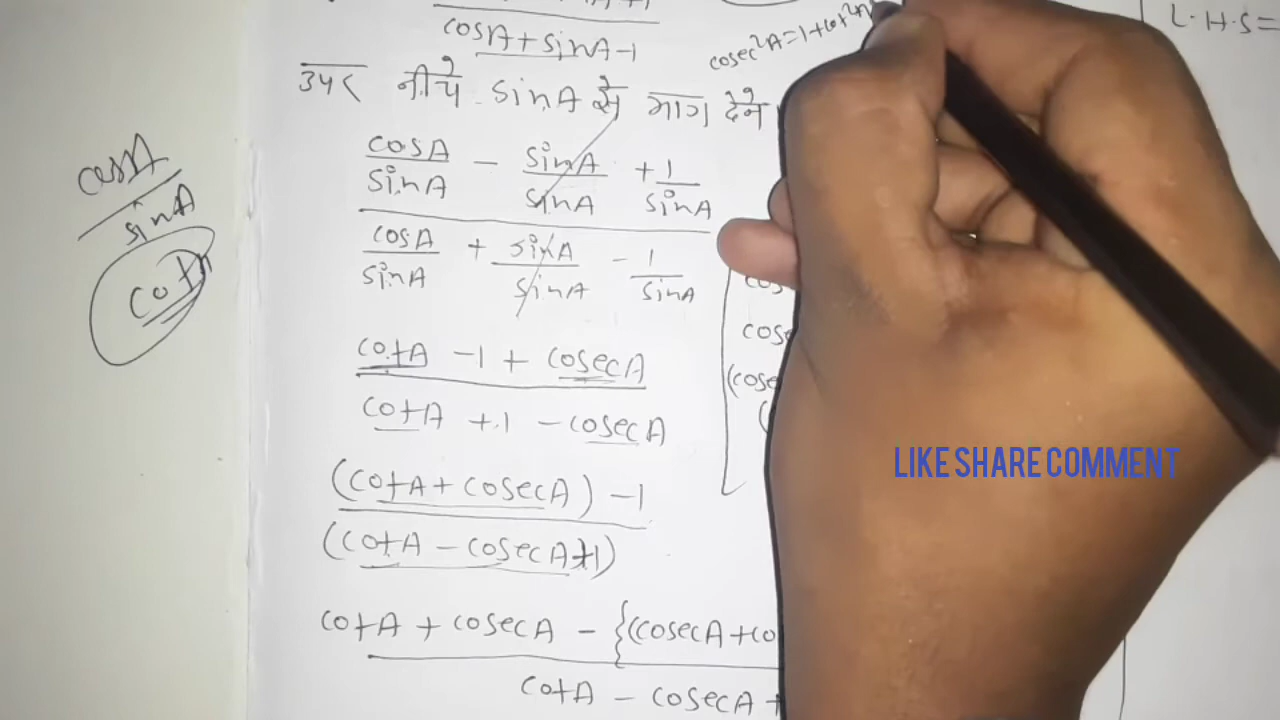 L.H.S=
cosA+sinA-1
cosec²A=1+cot²A
ऊपर नीचे sinA से भाग देने
cosA/sinA - sinA/sinA + 1/sinA
cosA/sinA + sinA/sinA - 1/sinA
cosA
sinA
cotA
cotA -1 + cosecA
cotA +1 - cosecA
(cotA + cosecA) -1
(cotA - cosecA+1)
cotA + cosecA - {(cosecA+co
cotA - cosecA +
LIKE SHARE COMMENT